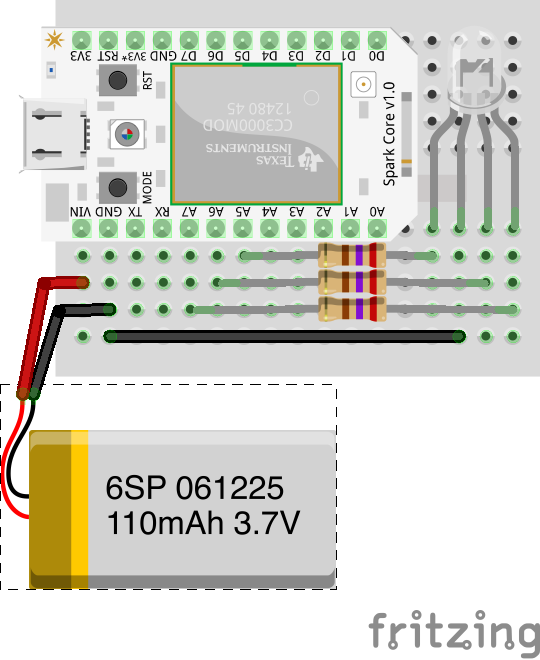 3V3 RST 3V3* GND D7 D6 D5 D4 D3 D2 D1 D0
RST
CC3000MOD
12480 45
TEXAS
INSTRUMENTS
Spark Core v1.0
MODE
VIN GND TX RX A7 A6 A5 A4 A3 A2 A1 A0
6SP 061225
110mAh 3.7V
fritzing